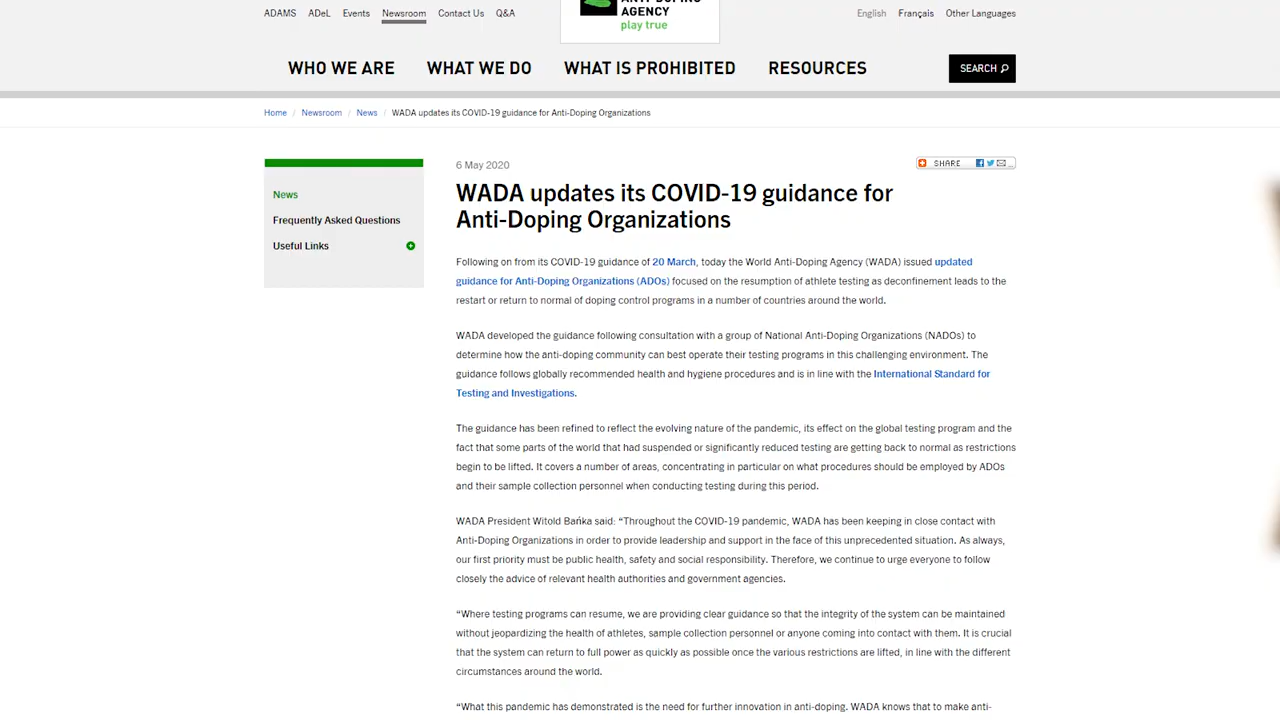 ADAMS ADeL Events Newsroom Contact Us Q&A
English Français Other Languages
AGENCY
play true
WHO WE ARE WHAT WE DO WHAT IS PROHIBITED RESOURCES
SEARCH
Home / Newsroom / News / WADA updates its COVID-19 guidance for Anti-Doping Organizations
News
Frequently Asked Questions
Useful Links
6 May 2020
SHARE
WADA updates its COVID-19 guidance for
Anti-Doping Organizations
Following on from its COVID-19 guidance of 20 March, today the World Anti-Doping Agency (WADA) issued updated
guidance for Anti-Doping Organizations (ADOs) focused on the resumption of athlete testing as deconfinement leads to the
restart or return to normal of doping control programs in a number of countries around the world.
WADA developed the guidance following consultation with a group of National Anti-Doping Organizations (NADOs) to
determine how the anti-doping community can best operate their testing programs in this challenging environment. The
guidance follows globally recommended health and hygiene procedures and is in line with the International Standard for
Testing and Investigations.
The guidance has been refined to reflect the evolving nature of the pandemic, its effect on the global testing program and the
fact that some parts of the world that had suspended or significantly reduced testing are getting back to normal as restrictions
begin to be lifted. It covers a number of areas, concentrating in particular on what procedures should be employed by ADOs
and their sample collection personnel when conducting testing during this period.
WADA President Witold Bańka said: “Throughout the COVID-19 pandemic, WADA has been keeping in close contact with
Anti-Doping Organizations in order to provide leadership and support in the face of this unprecedented situation. As always,
our first priority must be public health, safety and social responsibility. Therefore, we continue to urge everyone to follow
closely the advice of relevant health authorities and government agencies.
“Where testing programs can resume, we are providing clear guidance so that the integrity of the system can be maintained
without jeopardizing the health of athletes, sample collection personnel or anyone coming into contact with them. It is crucial
that the system can return to full power as quickly as possible once the various restrictions are lifted, in line with the different
circumstances around the world.
“What this pandemic has demonstrated is the need for further innovation in anti-doping. WADA knows that to make anti-